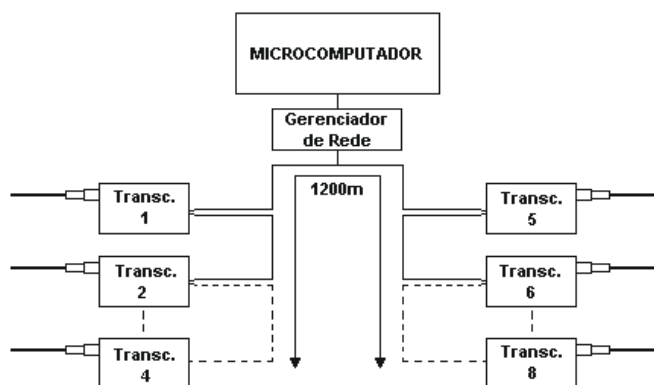 MICROCOMPUTADOR
Gerenciador
de Rede
1200m
Transc.
1
Transc.
5
Transc.
2
Transc.
6
Transc.
4
Transc.
8